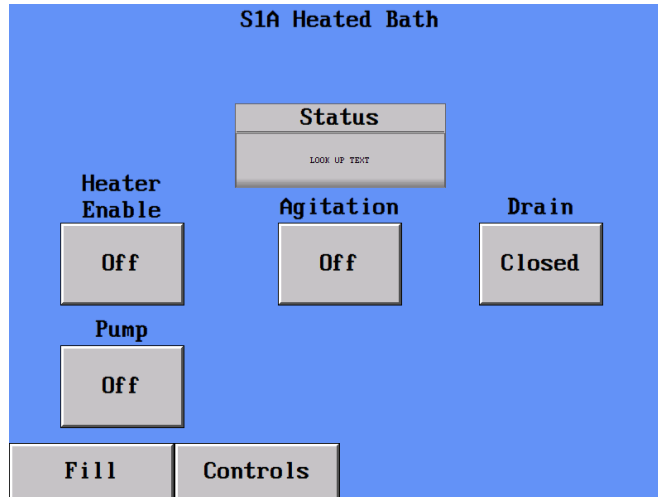 S1A Heated Bath
Status
LOOK UP TEXT
Heater
Enable
Agitation
Drain
Off
Off
Closed
Pump
Off
Fill
Controls